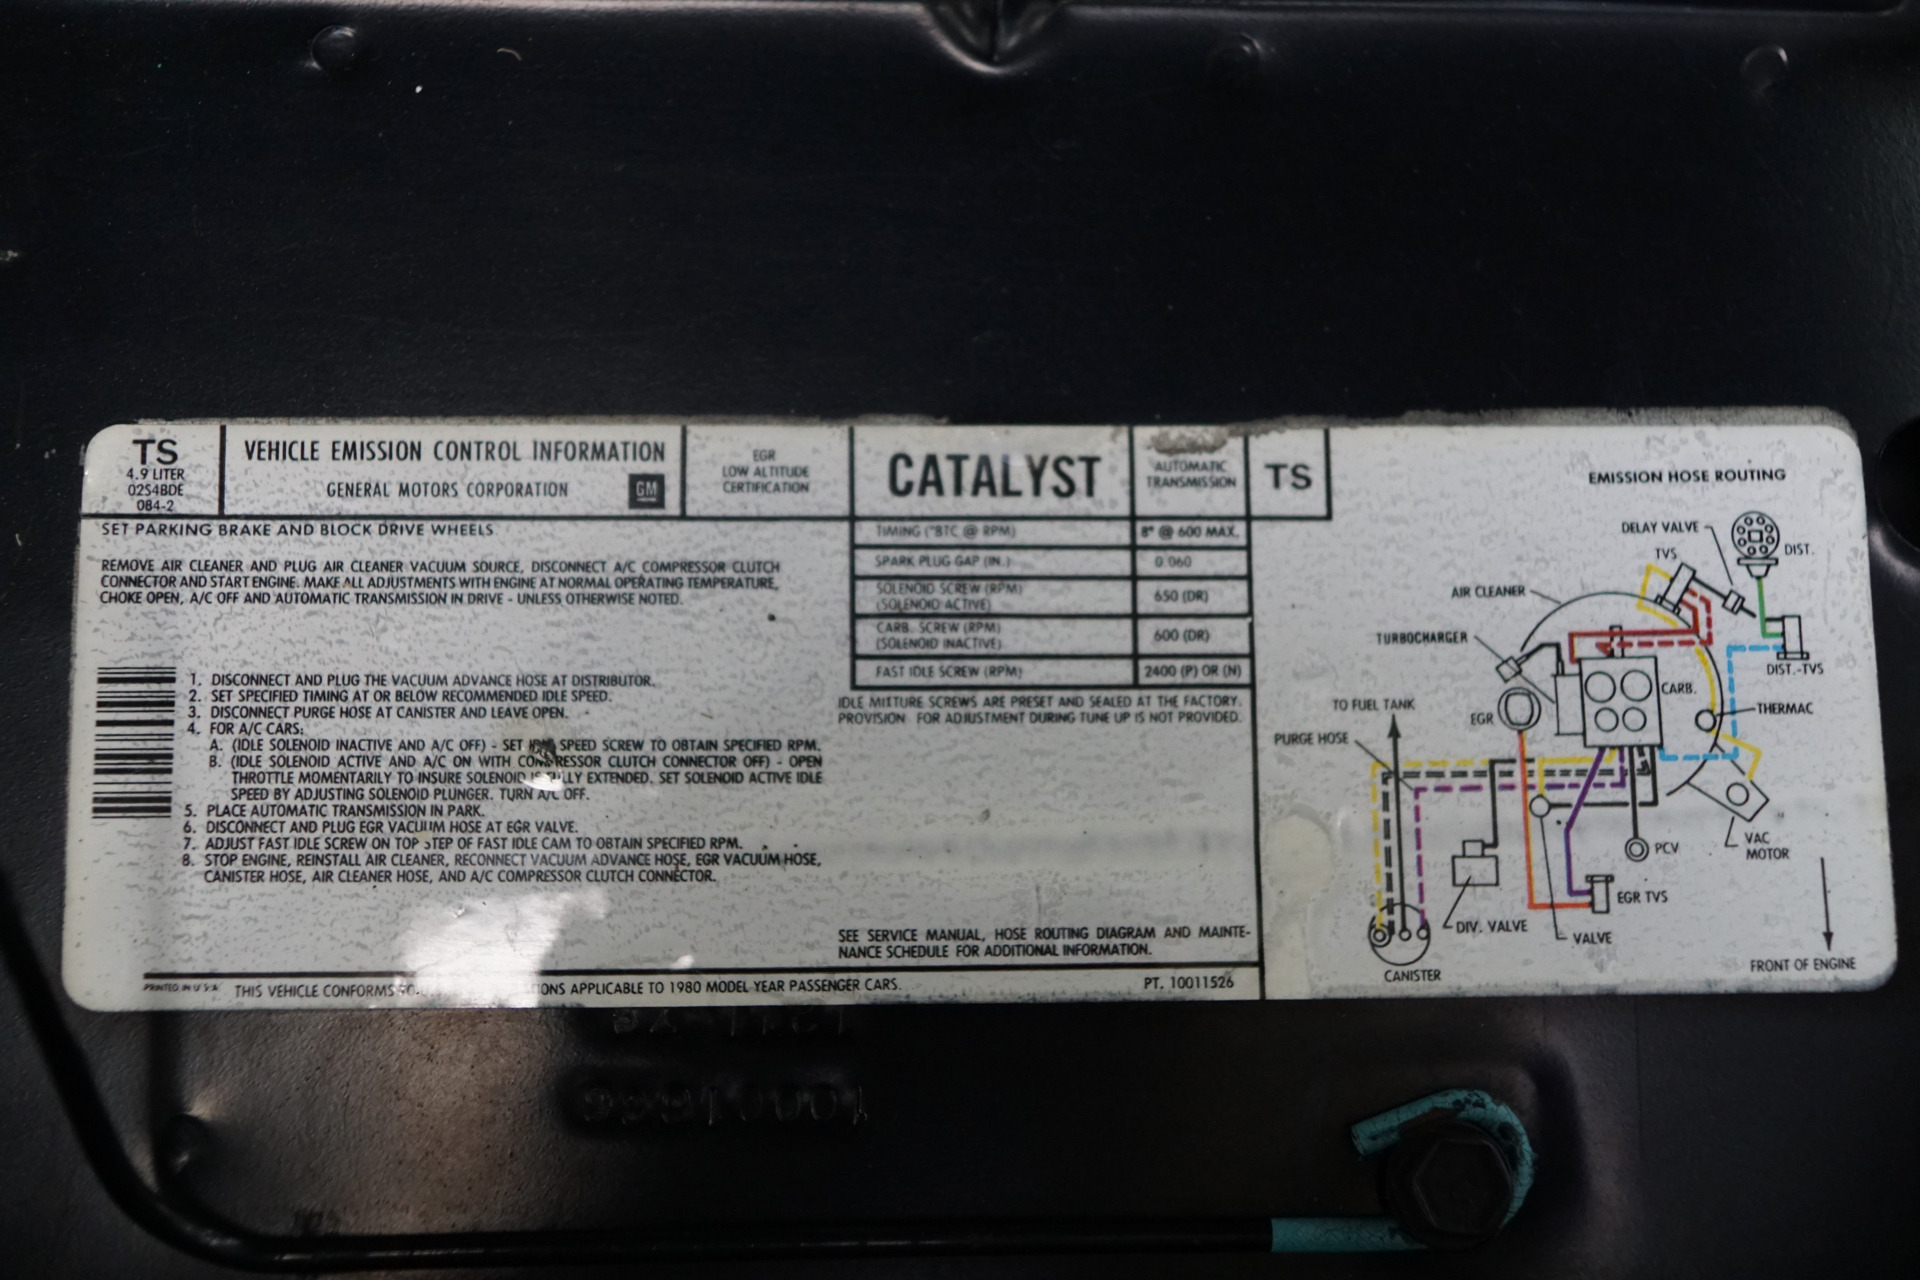 TS
4.9 LITER
02S4BDE
084-2
VEHICLE EMISSION CONTROL INFORMATION
GENERAL MOTORS CORPORATION
GM
EGR
LOW ALTITUDE
CERTIFICATION
CATALYST
AUTOMATIC
TRANSMISSION
TS
SET PARKING BRAKE AND BLOCK DRIVE WHEELS
REMOVE AIR CLEANER AND PLUG AIR CLEANER VACUUM SOURCE, DISCONNECT A/C COMPRESSOR CLUTCH
CONNECTOR AND START ENGINE. MAKE ALL ADJUSTMENTS WITH ENGINE AT NORMAL OPERATING TEMPERATURE,
CHOKE OPEN, A/C OFF AND AUTOMATIC TRANSMISSION IN DRIVE - UNLESS OTHERWISE NOTED.
1. DISCONNECT AND PLUG THE VACUUM ADVANCE HOSE AT DISTRIBUTOR.
2. SET SPECIFIED TIMING AT OR BELOW RECOMMENDED IDLE SPEED.
3. DISCONNECT PURGE HOSE AT CANISTER AND LEAVE OPEN.
4. FOR A/C CARS:
A. (IDLE SOLENOID INACTIVE AND A/C OFF) - SET IDLE SPEED SCREW TO OBTAIN SPECIFIED RPM.
B. (IDLE SOLENOID ACTIVE AND A/C ON WITH COMPRESSOR CLUTCH CONNECTOR OFF) - OPEN
THROTTLE MOMENTARILY TO INSURE SOLENOID IS FULLY EXTENDED. SET SOLENOID ACTIVE IDLE
SPEED BY ADJUSTING SOLENOID PLUNGER. TURN A/C OFF.
5. PLACE AUTOMATIC TRANSMISSION IN PARK.
6. DISCONNECT AND PLUG EGR VACUUM HOSE AT EGR VALVE.
7. ADJUST FAST IDLE SCREW ON TOP STEP OF FAST IDLE CAM TO OBTAIN SPECIFIED RPM.
8. STOP ENGINE, REINSTALL AIR CLEANER, RECONNECT VACUUM ADVANCE HOSE, EGR VACUUM HOSE,
CANISTER HOSE, AIR CLEANER HOSE, AND A/C COMPRESSOR CLUTCH CONNECTOR.
TIMING (°BTC @ RPM) 8° @ 600 MAX.
SPARK PLUG GAP (IN.) 0.060
SOLENOID SCREW (RPM)
(SOLENOID ACTIVE) 650 (DR)
CARB. SCREW (RPM)
(SOLENOID INACTIVE) 600 (DR)
FAST IDLE SCREW (RPM) 2400 (P) OR (N)
IDLE MIXTURE SCREWS ARE PRESET AND SEALED AT THE FACTORY.
PROVISION FOR ADJUSTMENT DURING TUNE UP IS NOT PROVIDED.
SEE SERVICE MANUAL, HOSE ROUTING DIAGRAM AND MAINTE-
NANCE SCHEDULE FOR ADDITIONAL INFORMATION.
PRINTED IN U.S.A. THIS VEHICLE CONFORMS APPLICABLE TO 1980 MODEL YEAR PASSENGER CARS. PT. 10011526
EMISSION HOSE ROUTING
DELAY VALVE
TVS
DIST.
AIR CLEANER
TURBOCHARGER
DIST.-TVS
CARB.
TO FUEL TANK
EGR
THERMAC
PURGE HOSE
PCV
VAC
MOTOR
EGR TVS
DIV. VALVE
VALVE
CANISTER
FRONT OF ENGINE